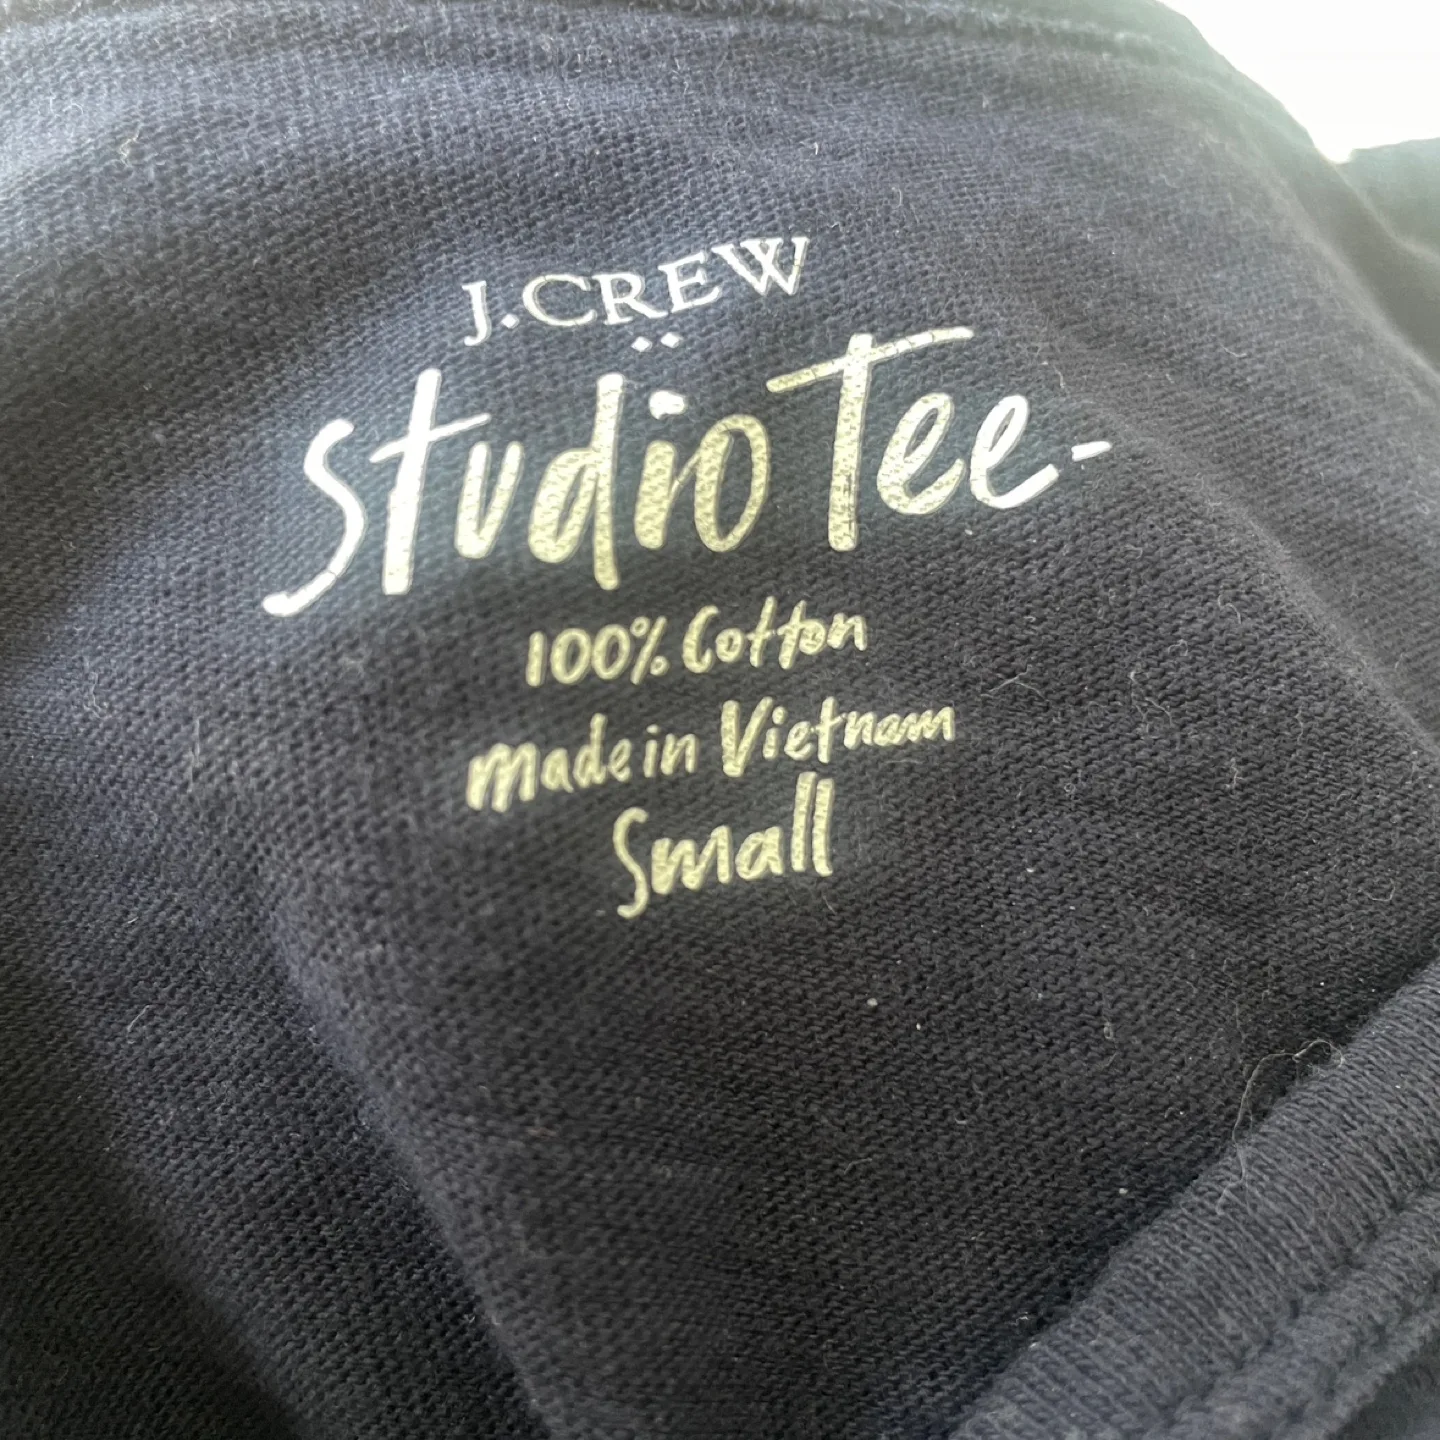 J.CREW
Studio Tee-
100% Cotton
made in Vietnam
Small